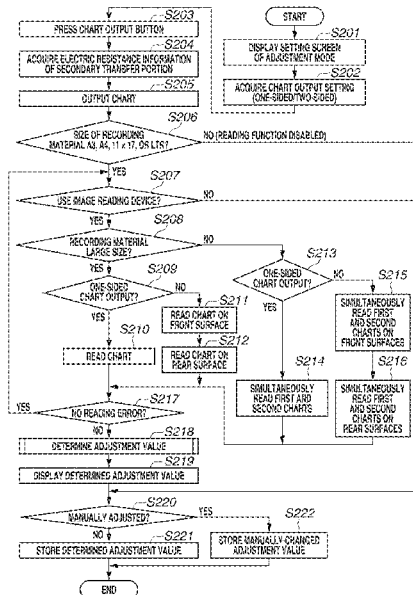 START
S201
DISPLAY SETTING SCREEN
OF ADJUSTMENT MODE
S202
ACQUIRE CHART OUTPUT SETTING
(ONE-SIDED/TWO-SIDED)
S203
PRESS CHART OUTPUT BUTTON
S204
ACQUIRE ELECTRIC RESISTANCE INFORMATION
OF SECONDARY TRANSFER PORTION
S205
OUTPUT CHART
S206
SIZE OF RECORDING
MATERIAL A3, A4, 11 x 17, OR LTR?
NO (READING FUNCTION DISABLED)
YES
S207
USE IMAGE READING DEVICE?
NO
YES
S208
RECORDING MATERIAL
LARGE SIZE?
NO
YES
S209
ONE-SIDED
CHART OUTPUT?
NO
YES
S210
READ CHART
S211
READ CHART ON
FRONT SURFACE
S212
READ CHART ON
REAR SURFACE
S213
ONE-SIDED
CHART OUTPUT?
NO
YES
S214
SIMULTANEOUSLY
READ FIRST AND
SECOND CHARTS
S215
SIMULTANEOUSLY
READ FIRST
AND SECOND
CHARTS ON
FRONT SURFACES
S216
SIMULTANEOUSLY
READ FIRST
AND SECOND
CHARTS ON
REAR SURFACES
S217
NO READING ERROR?
YES
NO
S218
DETERMINE ADJUSTMENT VALUE
S219
DISPLAY DETERMINED ADJUSTMENT VALUE
S220
MANUALLY ADJUSTED?
YES
NO
S221
STORE DETERMINED ADJUSTMENT VALUE
S222
STORE MANUALLY-CHANGED
ADJUSTMENT VALUE
END